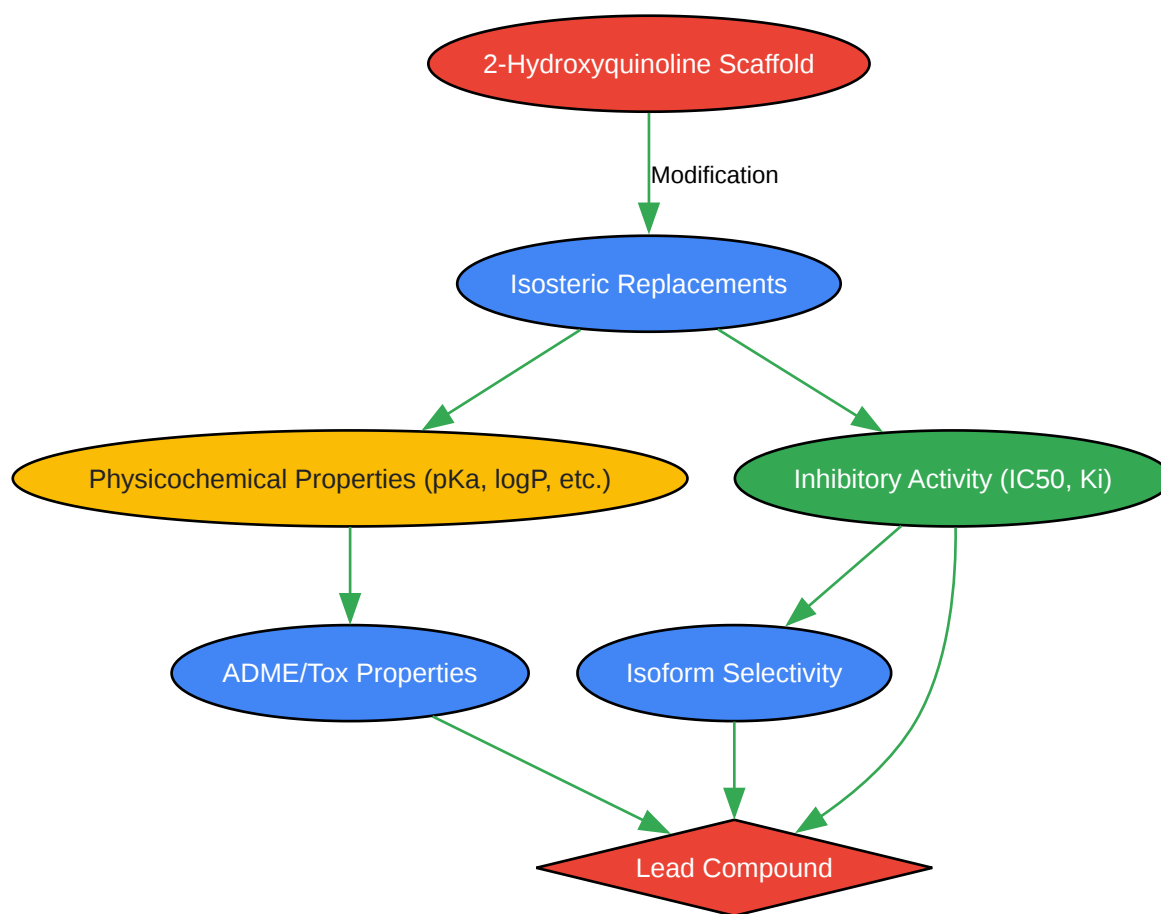 2-Hydroxyquinoline Scaffold
Modification
Isosteric Replacements
Physicochemical Properties (pKa, logP, etc.)
Inhibitory Activity (IC50, Ki)
ADME/Tox Properties
Isoform Selectivity
Lead Compound